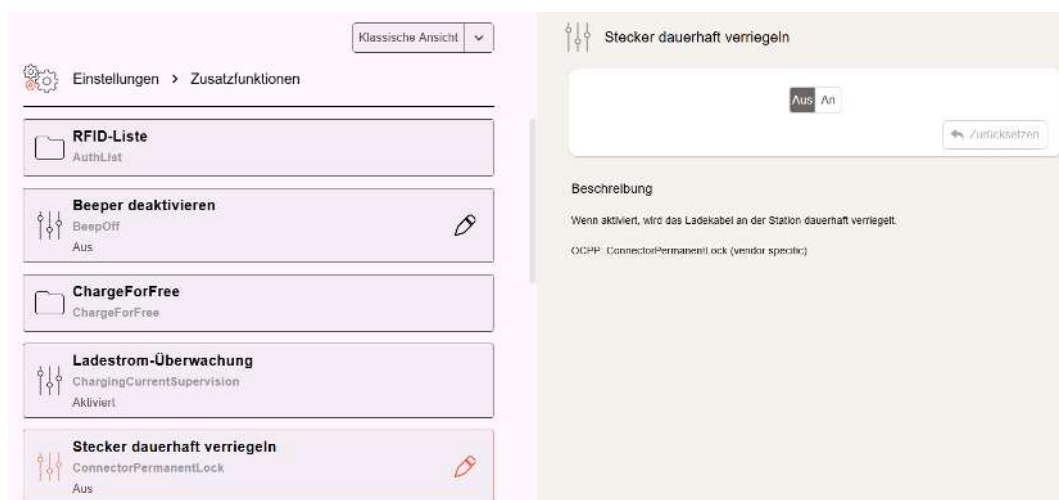 Klassische Ansicht
Einstellungen > Zusatzfunktionen
RFID-Liste
AuthList
Beeper deaktivieren
BeepOff
Aus
ChargeForFree
ChargeForFree
Ladestrom-Überwachung
ChargingCurrentSupervision
Aktiviert
Stecker dauerhaft verriegeln
ConnectorPermanentLock
Aus
Stecker dauerhaft verriegeln
Aus An
Zurücksetzen
Beschreibung
Wenn aktiviert, wird das Ladekabel an der Station dauerhaft verriegelt.
OCPP: ConnectorPermanentLock (vendor specific)